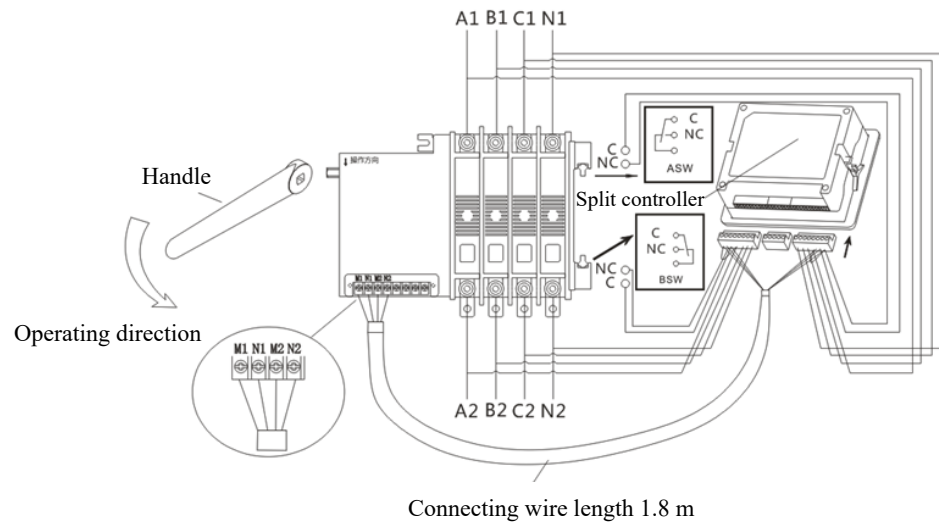 A1 B1 C1 N1
C
NC
C
NC
ASW
↓操作方向
Handle
Split controller
C
NC
BSW
NC
C
M1 N1 M2 N2
Operating direction
M1 N1 M2 N2
A2 B2 C2 N2
Connecting wire length 1.8 m